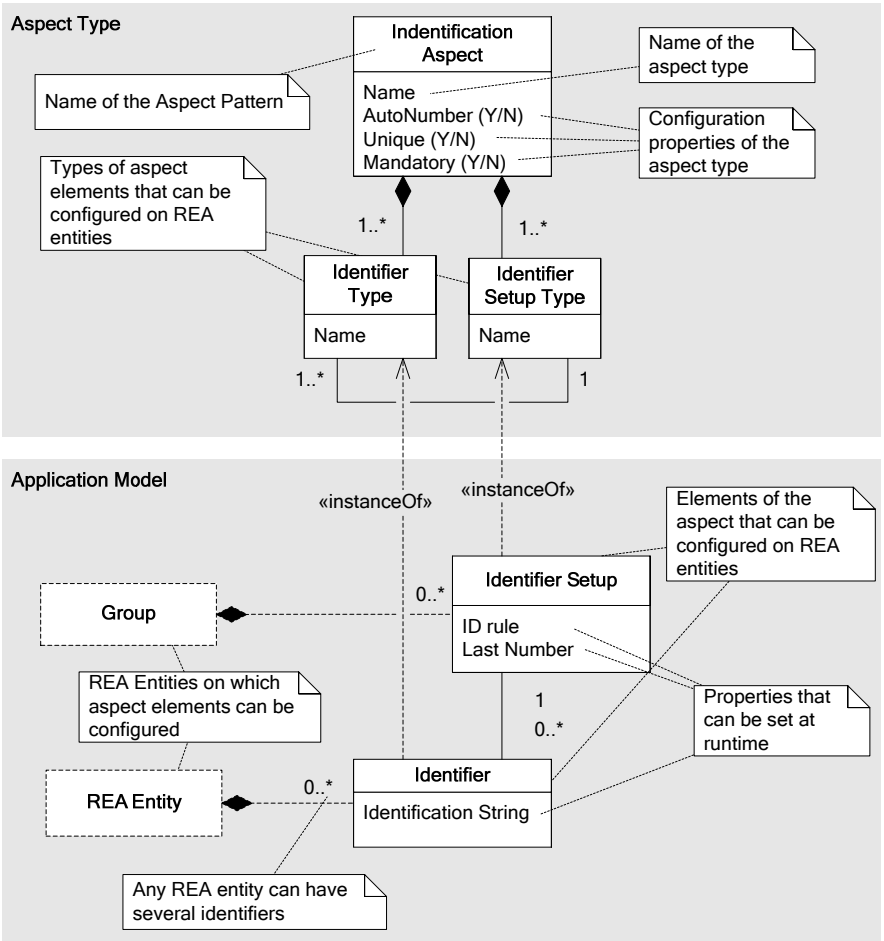 Aspect Type
Indentification
Aspect
Name
AutoNumber (Y/N)
Unique (Y/N)
Mandatory (Y/N)
Name of the
aspect type
Name of the Aspect Pattern
Configuration
properties of the
aspect type
Types of aspect
elements that can be
configured on REA
entities
1..*
1..*
Identifier
Type
Name
Identifier
Setup Type
Name
1..*
1
Application Model
«instanceOf»
«instanceOf»
Elements of the
aspect that can be
configured on REA
entities
Group
0..*
Identifier Setup
ID rule
Last Number
REA Entities on which
aspect elements can be
configured
Properties that
can be set at
runtime
1
0..*
REA Entity
0..*
Identifier
Identification String
Any REA entity can have
several identifiers